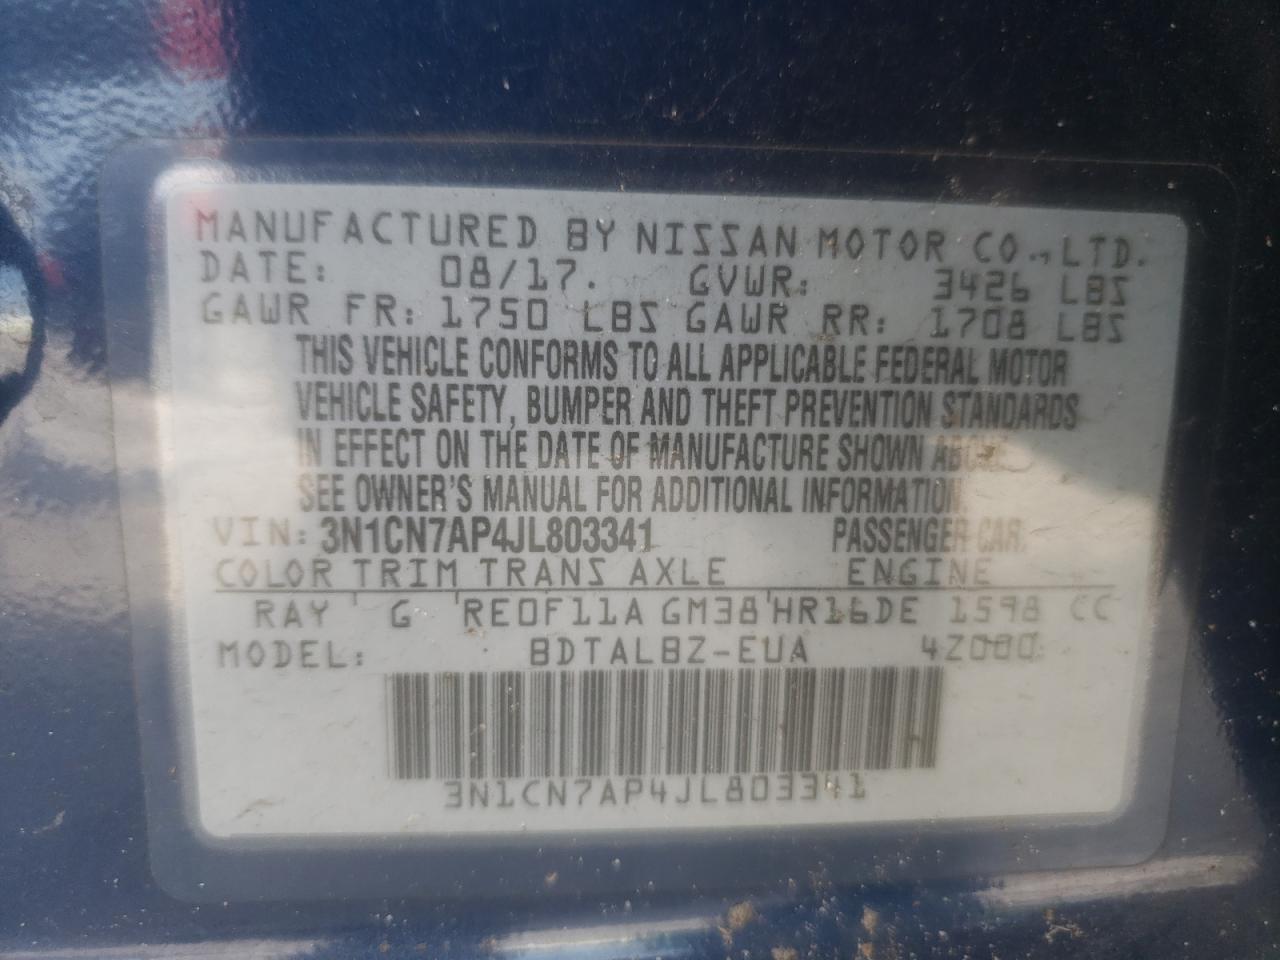 MANUFACTURED BY NISSAN MOTOR CO., LTD.
DATE: 08/17. GVWR: 3426 LBS
GAWR FR: 1750 LBS GAWR RR: 1708 LBS
THIS VEHICLE CONFORMS TO ALL APPLICABLE FEDERAL MOTOR
VEHICLE SAFETY, BUMPER AND THEFT PREVENTION STANDARDS
IN EFFECT ON THE DATE OF MANUFACTURE SHOWN ABOVE.
SEE OWNER'S MANUAL FOR ADDITIONAL INFORMATION.
VIN: 3N1CN7AP4JL803341 PASSENGER CAR.
COLOR TRIM TRANS AXLE ENGINE
RAY G RE0F11A GM38 HR16DE 1598 CC
MODEL: BDTALBZ-EUA 4Z000
3N1CN7AP4JL803341